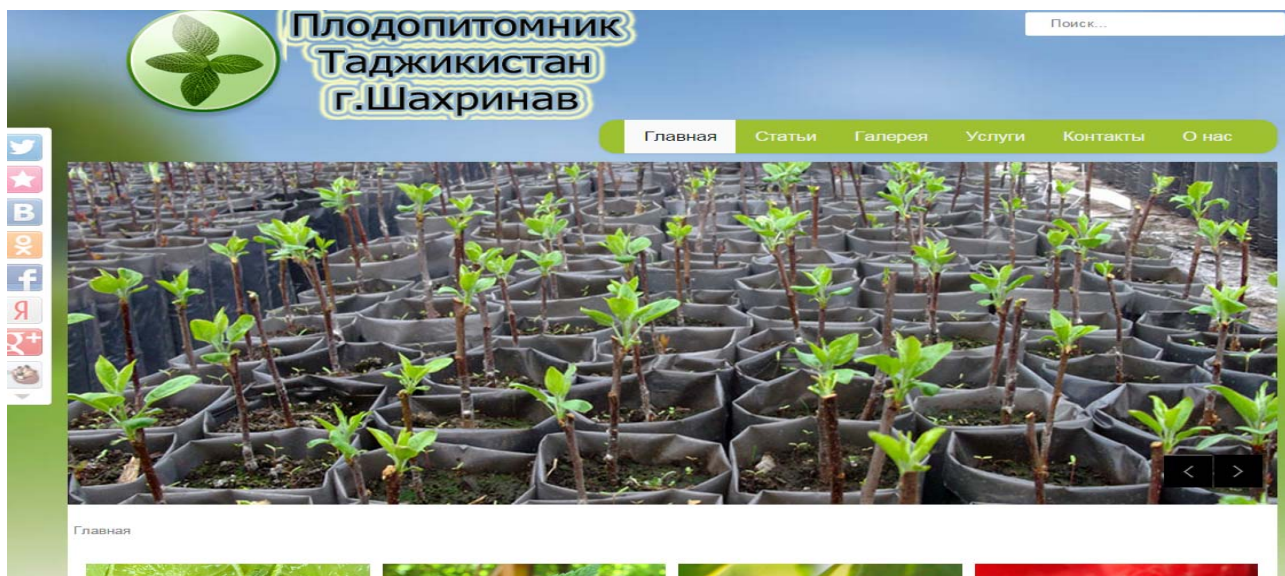 Плодопитомник
Таджикистан
г.Шахринав
Поиск...
Главная Статьи Галерея Услуги Контакты О нас
B
f
Я
g+
< >
Главная